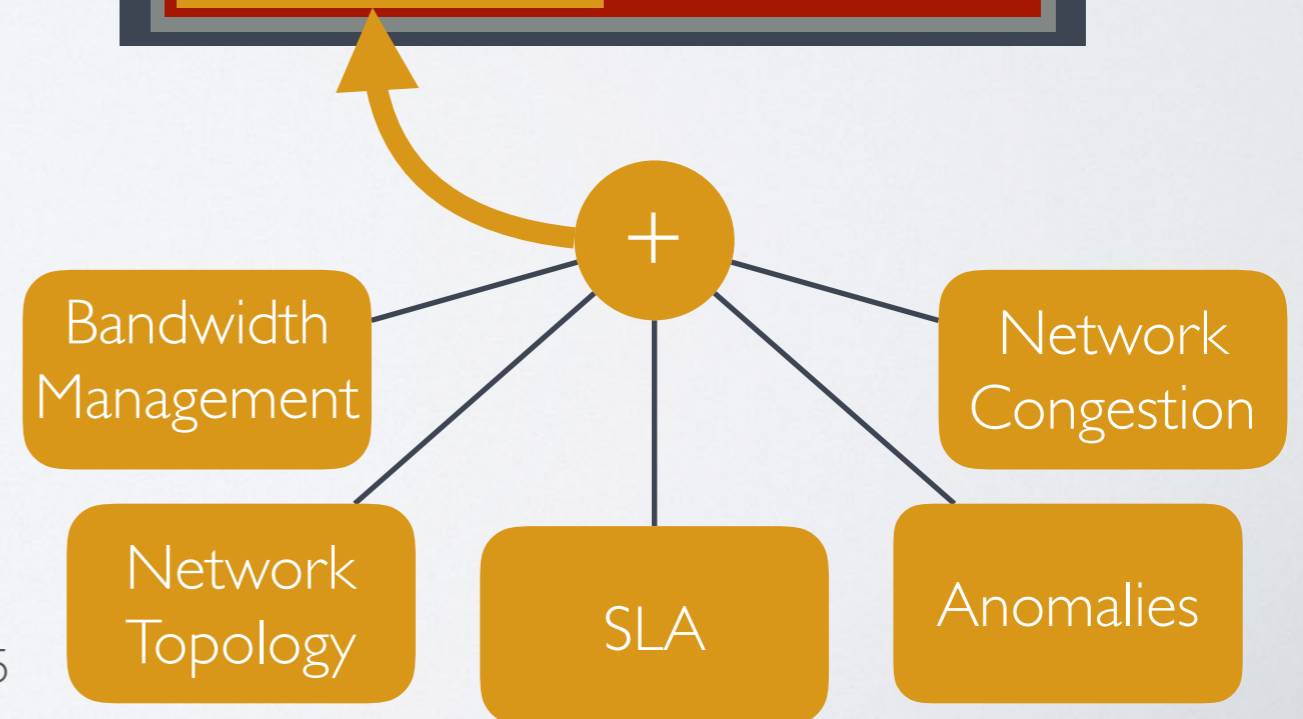 +
Bandwidth
Management
Network
Congestion
Network
Topology
SLA
Anomalies